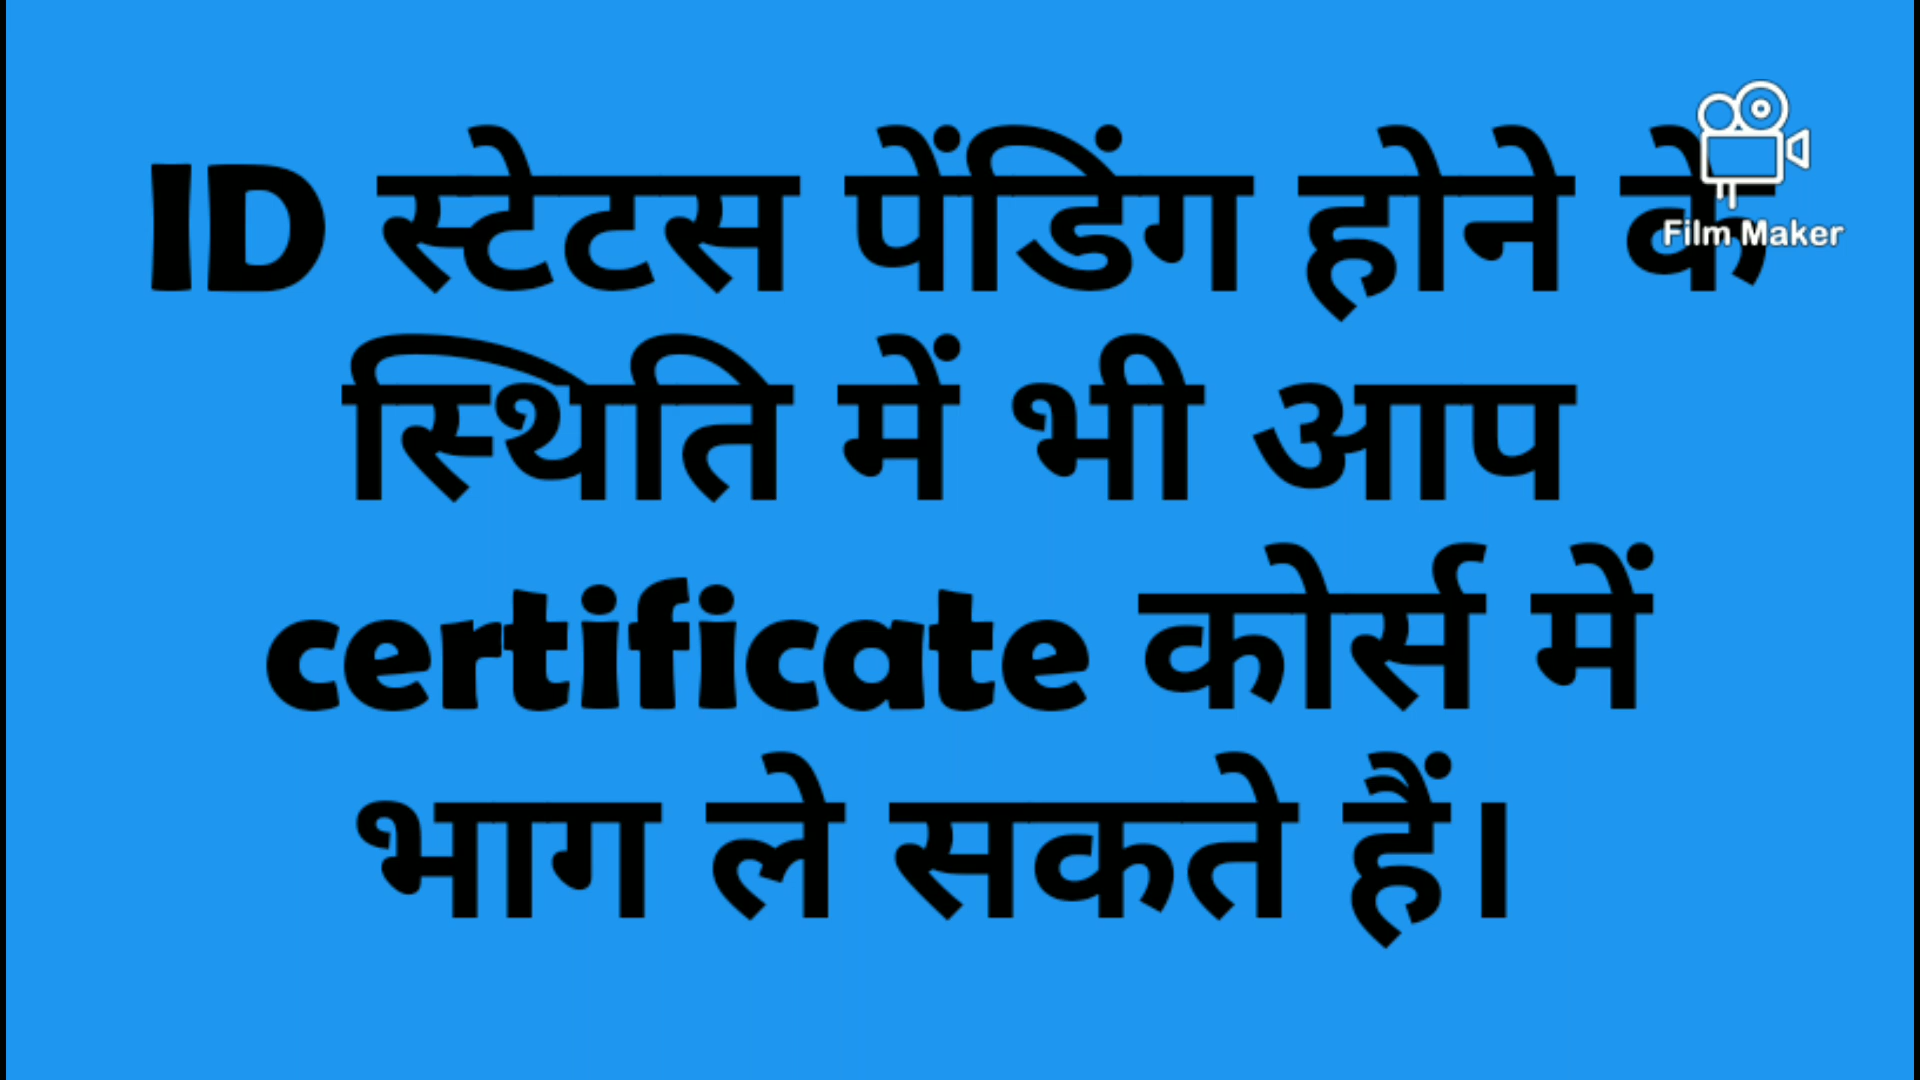 ID स्टेटस पेंडिंग होने के
Film Maker
स्थिति में भी आप
certificate कोर्स में
भाग ले सकते हैं।